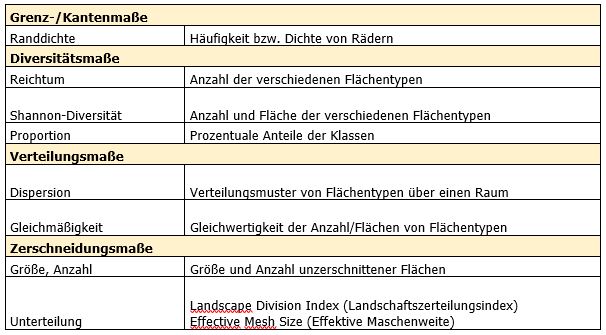 Grenz-/Kantenmaße
Randdichte Häufigkeit bzw. Dichte von Rädern
Diversitätsmaße
Reichtum Anzahl der verschiedenen Flächentypen
Shannon-Diversität Anzahl und Fläche der verschiedenen Flächentypen
Proportion Prozentuale Anteile der Klassen
Verteilungsmaße
Dispersion Verteilungsmuster von Flächentypen über einen Raum
Gleichmäßigkeit Gleichwertigkeit der Anzahl/Flächen von Flächentypen
Zerschneidungsmaße
Größe, Anzahl Größe und Anzahl unzerschnittener Flächen
Landscape Division Index (Landschaftszerteilungsindex)
Unterteilung Effective Mesh Size (Effektive Maschenweite)